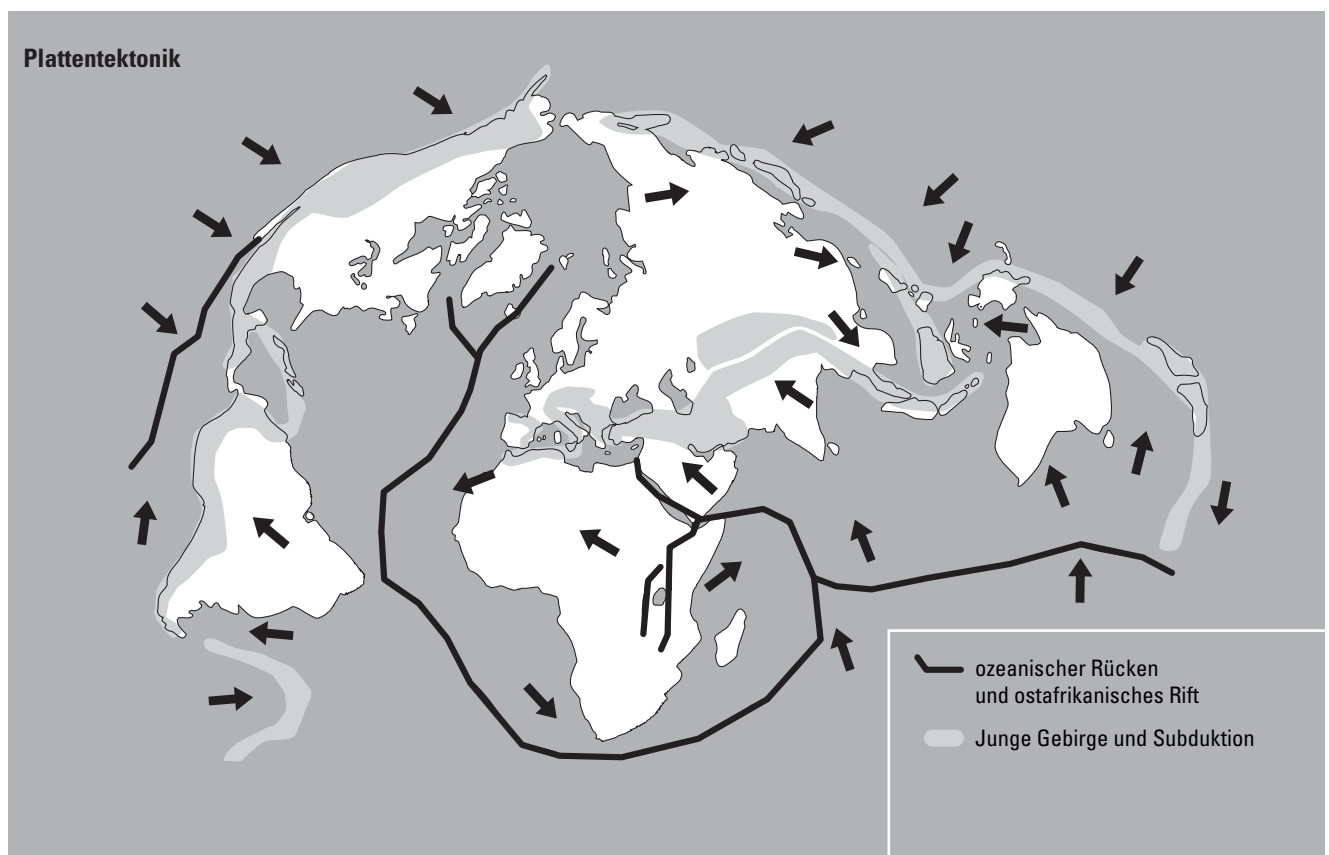 Plattentektonik
ozeanischer Rücken
und ostafrikanisches Rift
Junge Gebirge und Subduktion